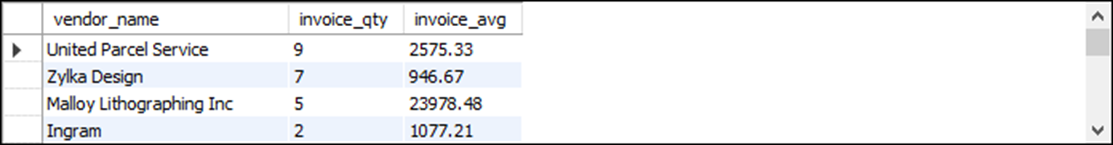 vendor_name invoice_qty invoice_avg
United Parcel Service 9 2575.33
Zylka Design 7 946.67
Malloy Lithographing Inc 5 23978.48
Ingram 2 1077.21